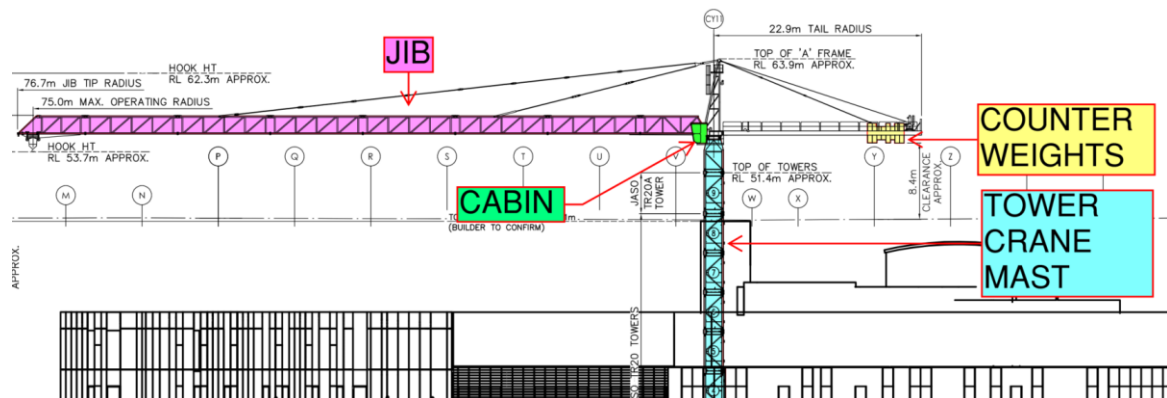 CY11
22.9m TAIL RADIUS
JIB
TOP OF 'A' FRAME
RL 63.9m APPROX.
HOOK HT
RL 62.3m APPROX.
76.7m JIB TIP RADIUS
75.0m MAX. OPERATING RADIUS
COUNTER
WEIGHTS
HOOK HT
RL 53.7m APPROX.
P
Q
R
S
T
U
V
Y
Z
TOP OF TOWERS
RL 51.4m APPROX.
8.4m
CLEARANCE
APPROX.
M
N
W
X
CABIN
JASO
TR20A
TOWER
9
TOWER
CRANE
MAST
(BUILDER TO CONFIRM)
8
7
APPROX.
TR20 TOWERS